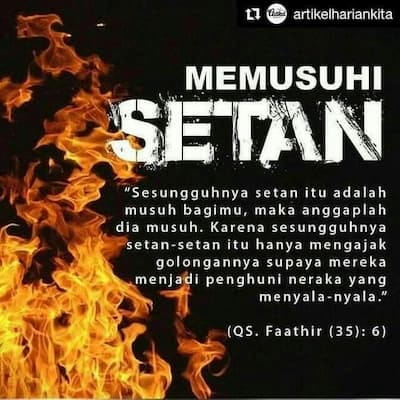 artikelhariankita
MEMUSUHI
SETAN
"Sesungguhnya setan itu adalah
musuh bagimu, maka anggaplah
dia musuh. Karena sesungguhnya
setan-setan itu hanya mengajak
golongannya supaya mereka
menjadi penghuni neraka yang
menyala-nyala."
(QS. Faathir (35): 6)